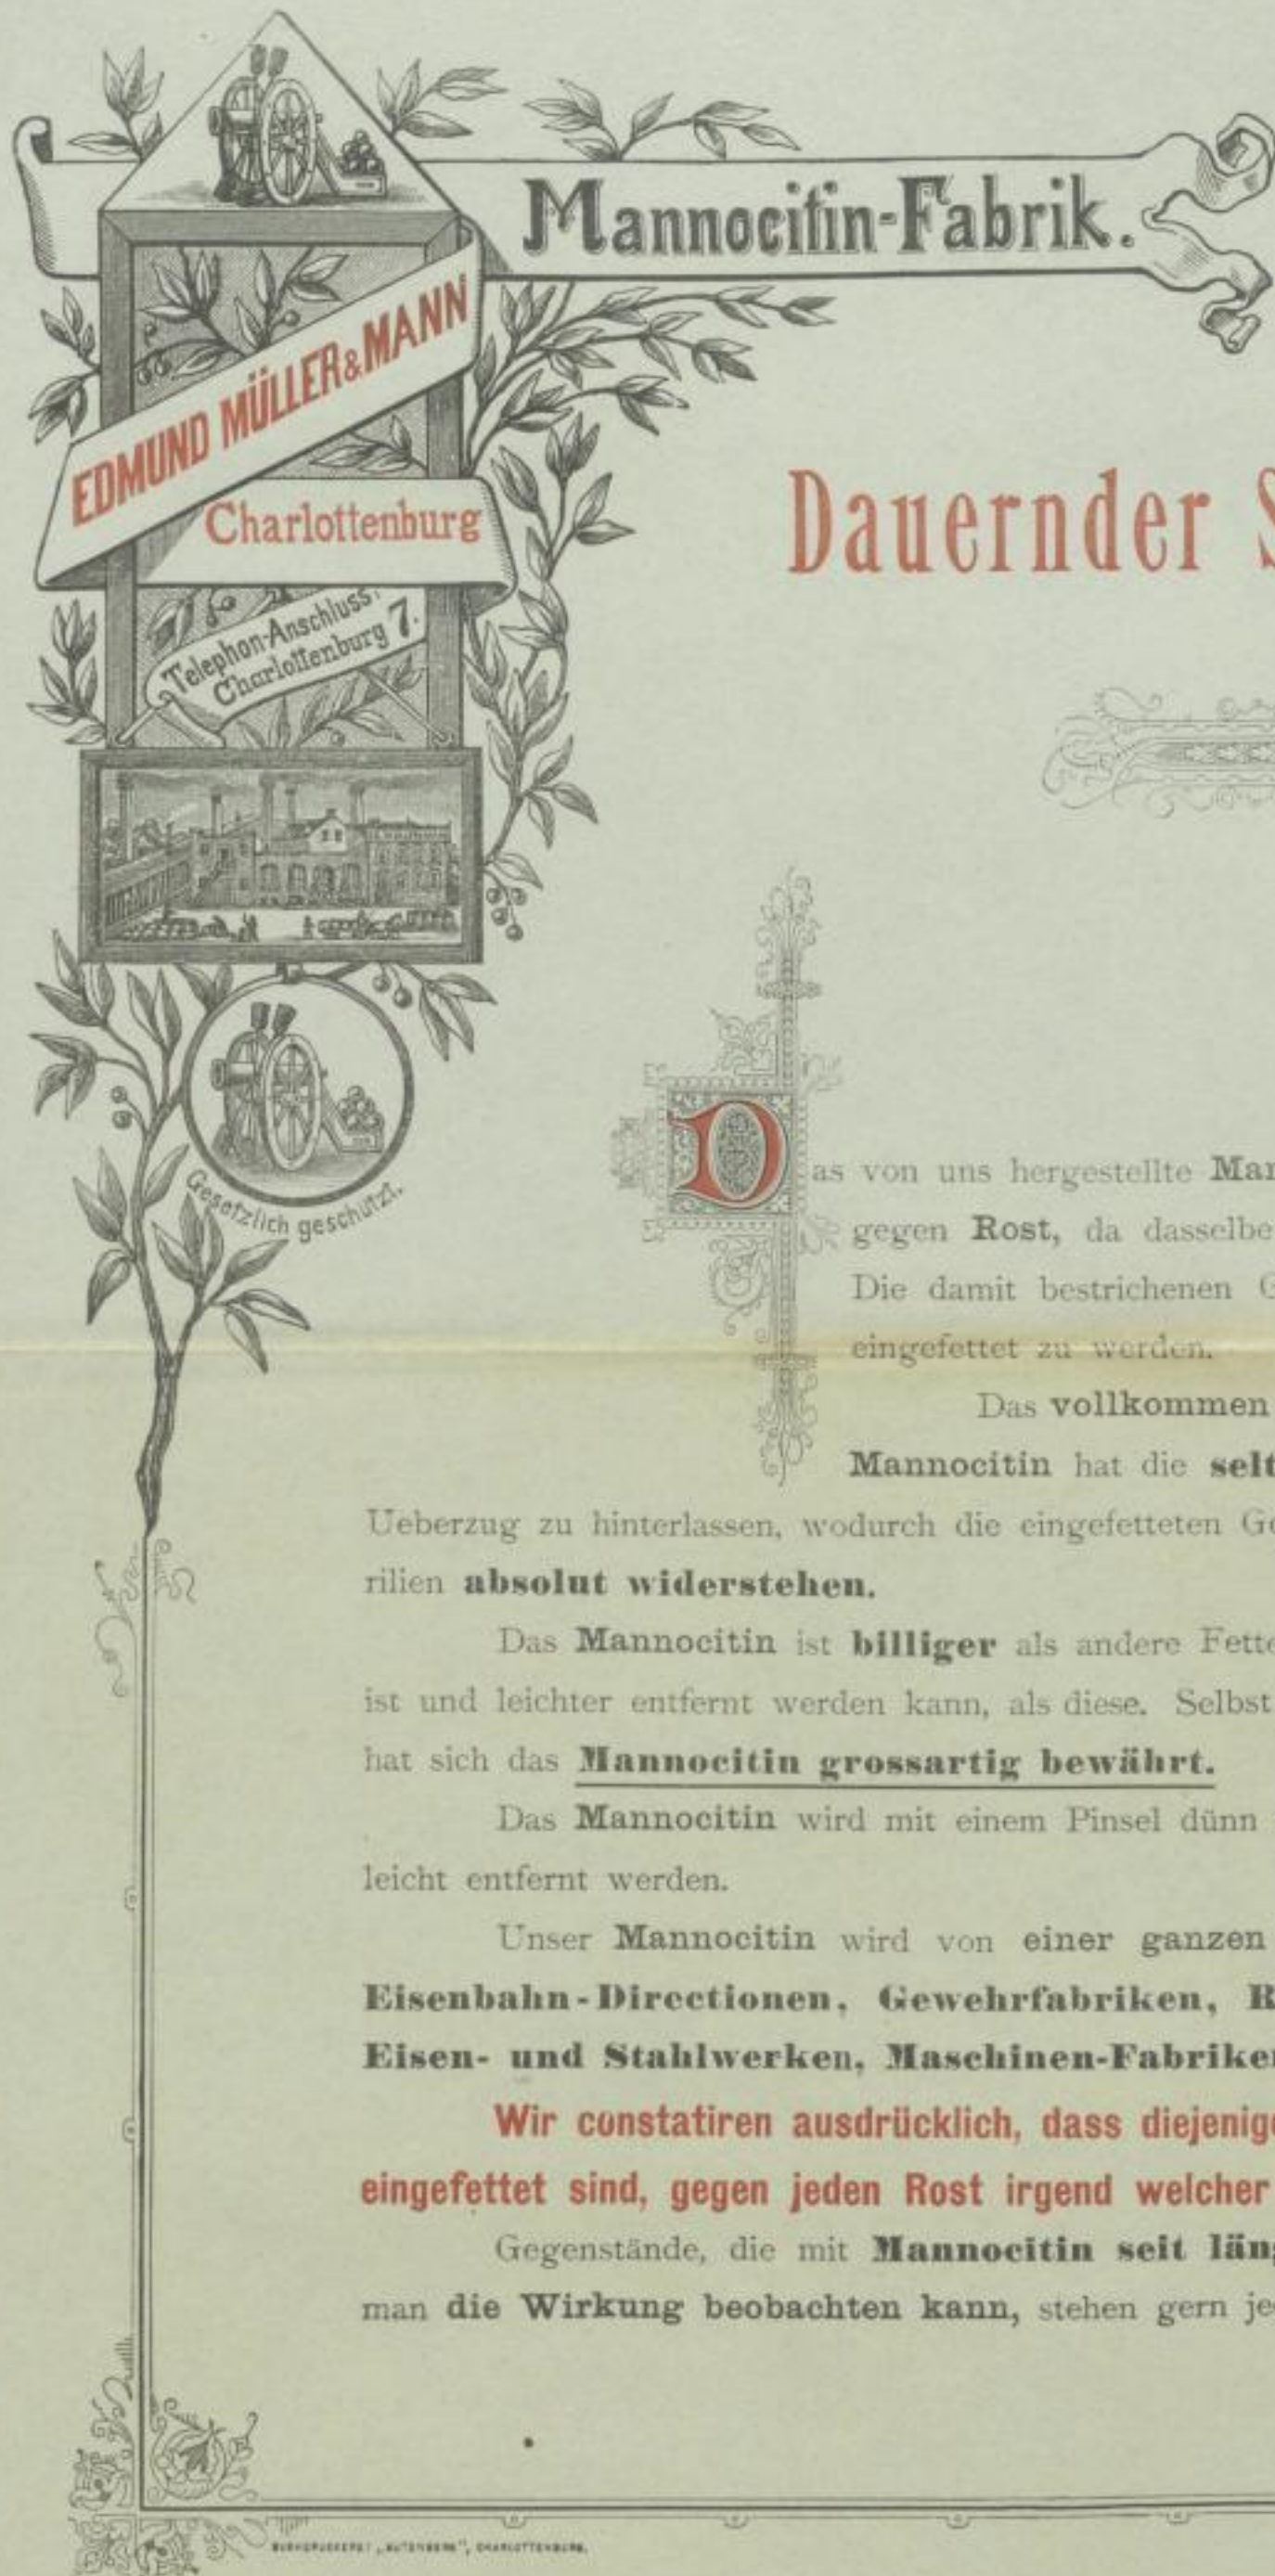 Mannocitin-Fabrik.
EDMUND MÜLLER & MANN
Charlottenburg
Telephon-Anschluss:
Charlottenburg 7.
Gesetzlich geschützt.
Dauernder S
Das von uns hergestellte Man
gegen Rost, da dasselbe
Die damit bestrichenen G
eingefettet zu werden.
Das vollkommen
Mannocitin hat die selt
Ueberzug zu hinterlassen, wodurch die eingefetteten Ge
rilien absolut widerstehen.
Das Mannocitin ist billiger als andere Fette
ist und leichter entfernt werden kann, als diese. Selbst
hat sich das Mannocitin grossartig bewährt.
Das Mannocitin wird mit einem Pinsel dünn
leicht entfernt werden.
Unser Mannocitin wird von einer ganzen
Eisenbahn-Directionen, Gewehrfabriken, R
Eisen- und Stahlwerken, Maschinen-Fabriken
Wir constatiren ausdrücklich, dass diejenige
eingefettet sind, gegen jeden Rost irgend welcher
Gegenstände, die mit Mannocitin seit läng
man die Wirkung beobachten kann, stehen gern je
BUCHDRUCKEREI „GUTENBERG", CHARLOTTENBURG.